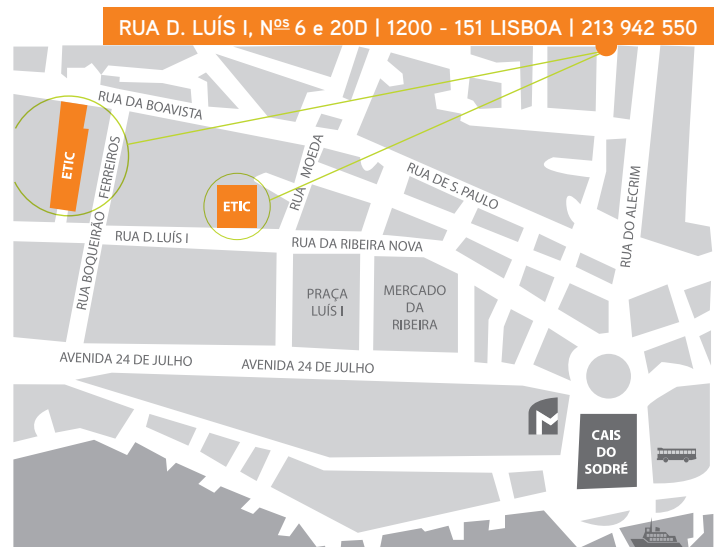 RUA D. LUÍS I, Nos 6 e 20D | 1200 - 151 LISBOA | 213 942 550
RUA DA BOAVISTA
ETIC
RUA BOQUEIRÃO FERREIROS
RUA MOEDA
RUA DE S. PAULO
RUA DO ALECRIM
ETIC
RUA D. LUÍS I
RUA DA RIBEIRA NOVA
PRAÇA
LUÍS I
MERCADO
DA
RIBEIRA
AVENIDA 24 DE JULHO
AVENIDA 24 DE JULHO
M
CAIS
DO
SODRÉ